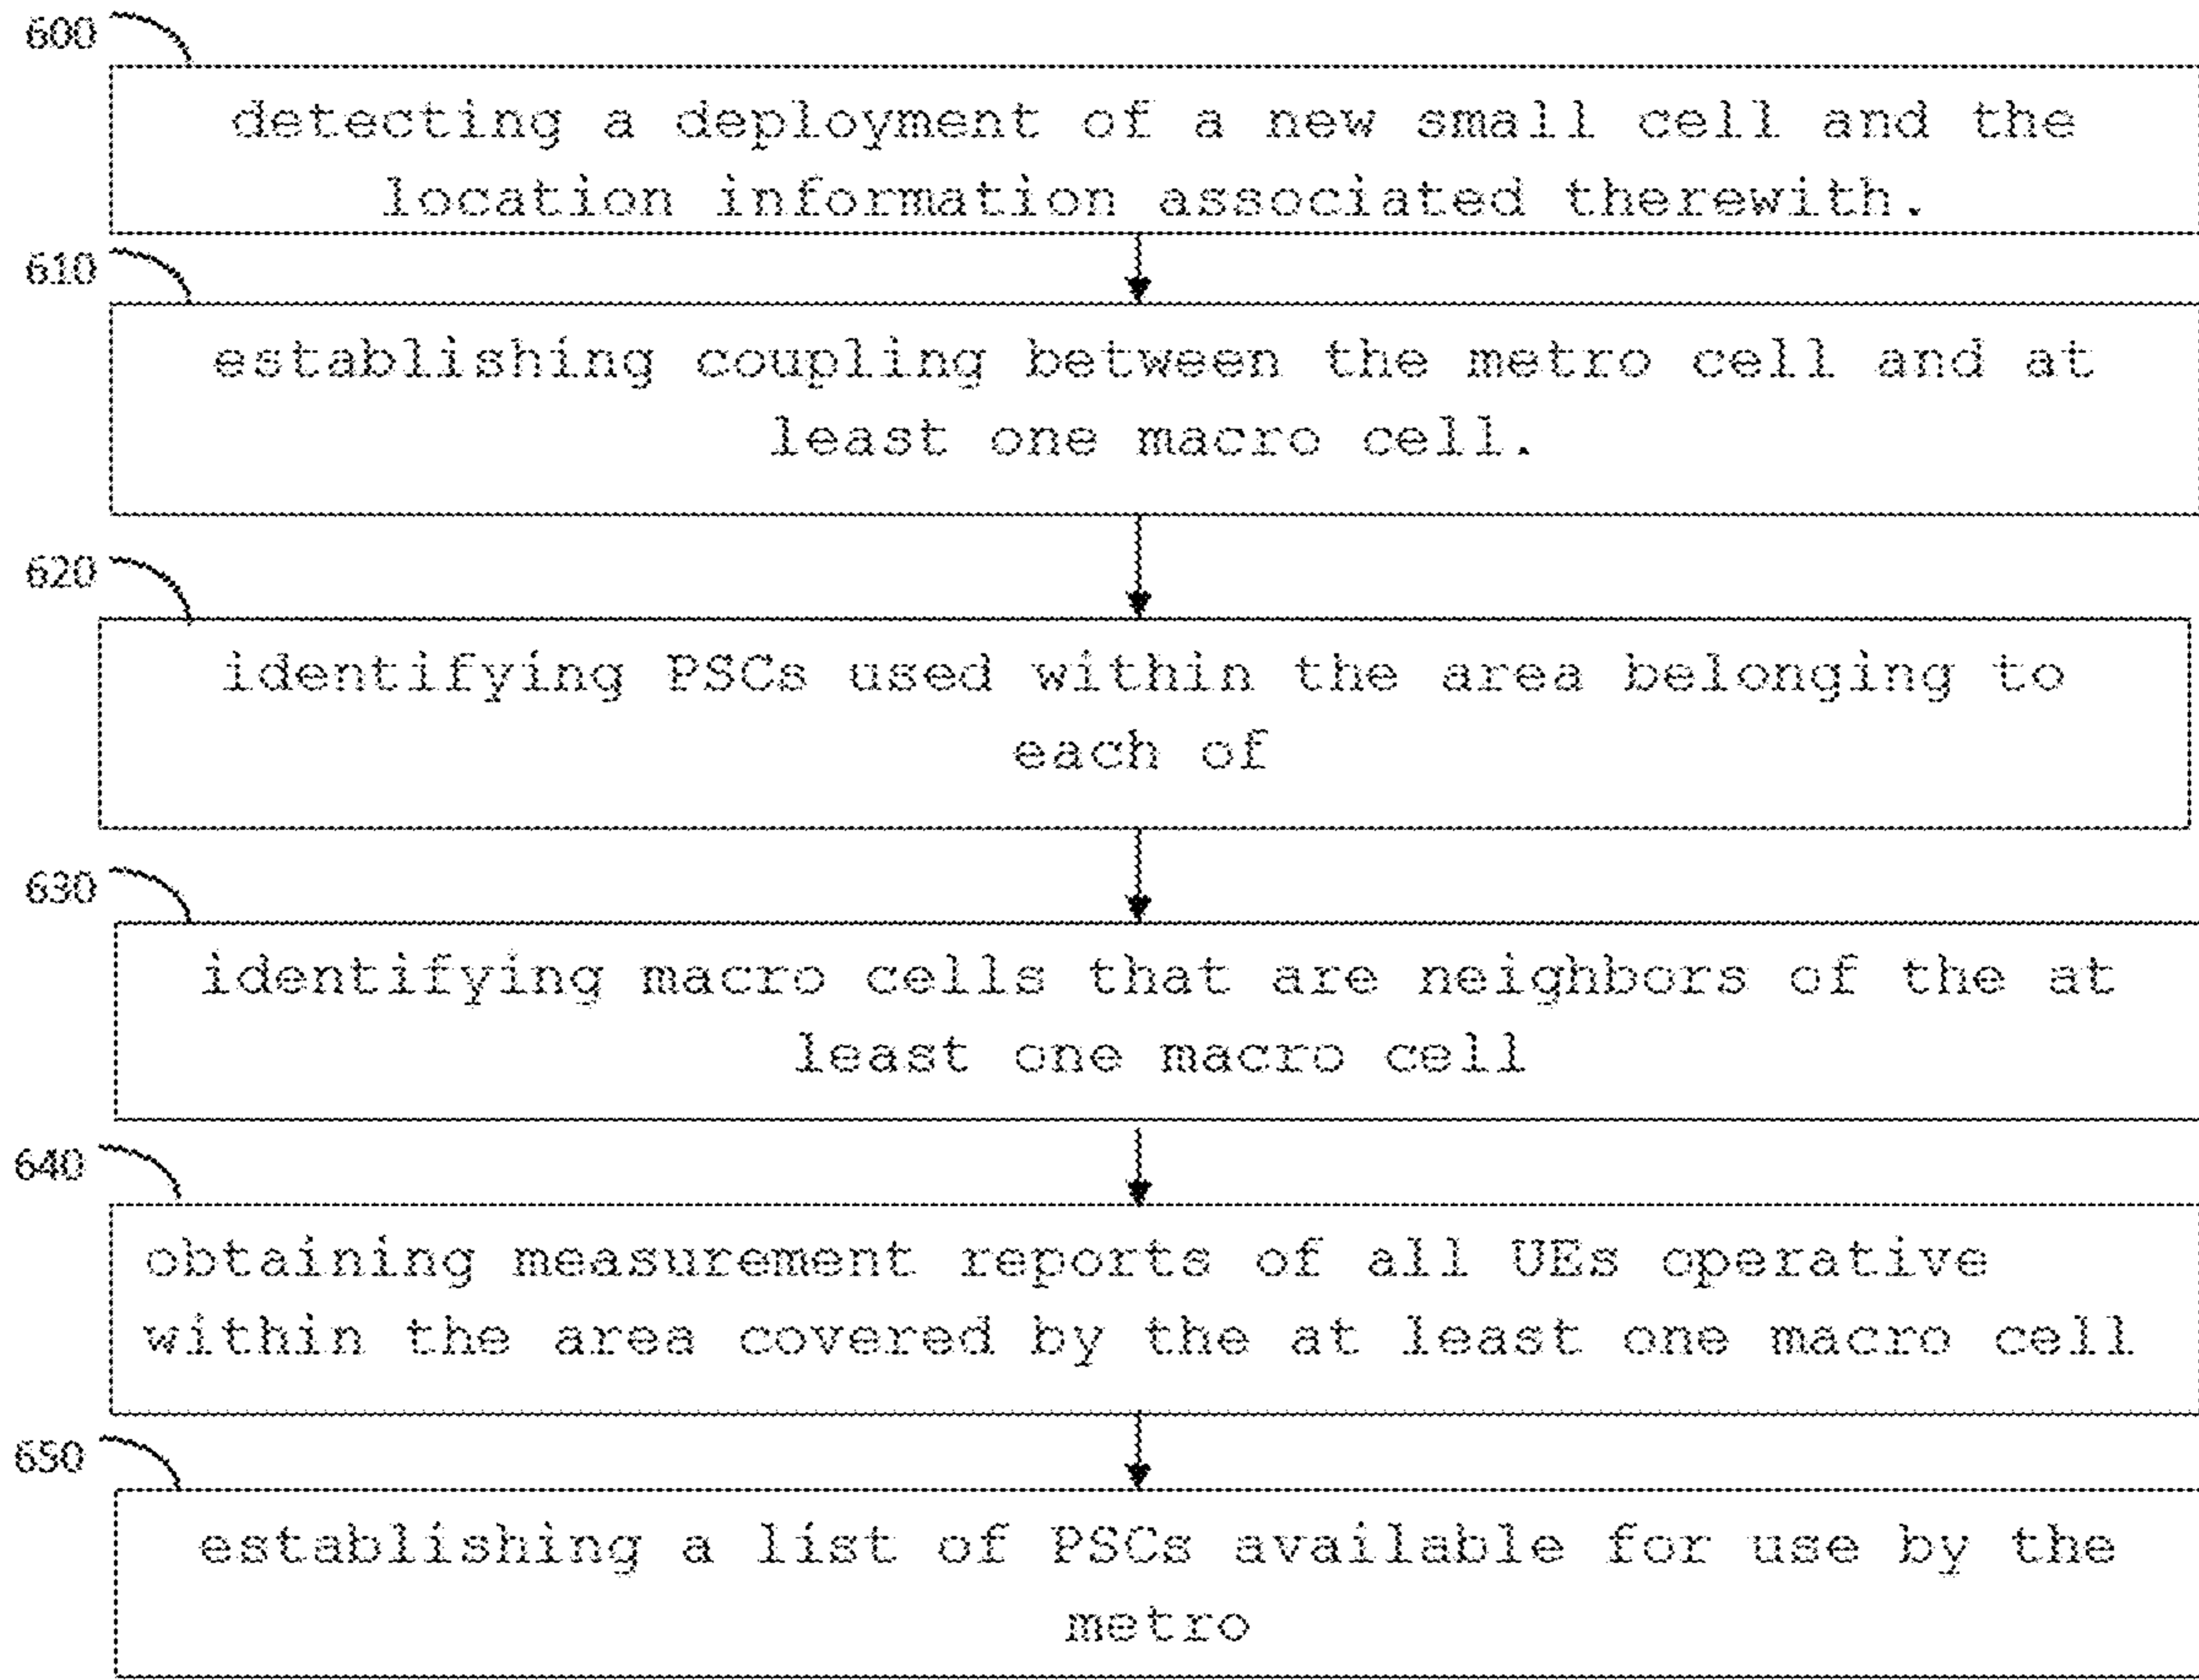 600
detecting a deployment of a new small cell and the
location information associated therewith.
610
establishing coupling between the metro cell and at
least one macro cell.
620
identifying PSCs used within the area belonging to
each of
630
identifying macro cells that are neighbors of the at
least one macro cell
640
obtaining measurement reports of all UEs operative
within the area covered by the at least one macro cell
650
establishing a list of PSCs available for use by the
metro